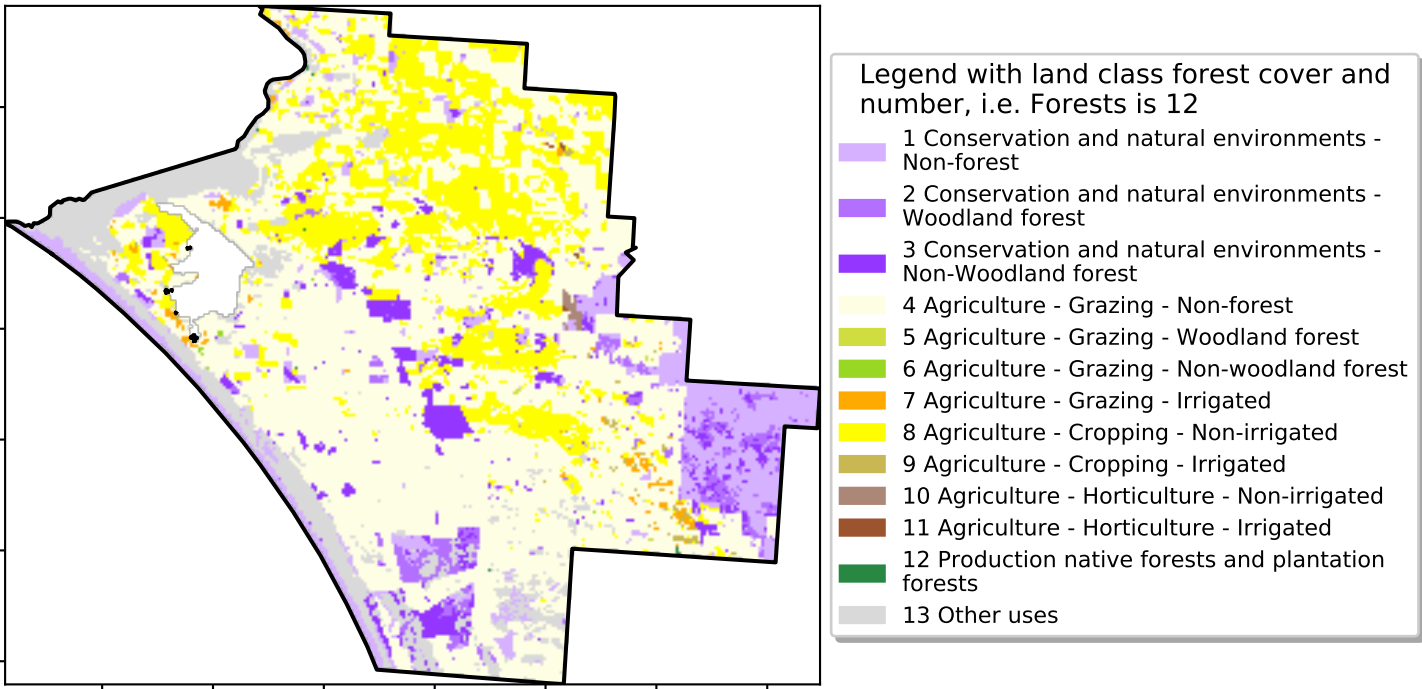 Legend with land class forest cover and
number, i.e. Forests is 12
1 Conservation and natural environments -
Non-forest
2 Conservation and natural environments -
Woodland forest
3 Conservation and natural environments -
Non-Woodland forest
4 Agriculture - Grazing - Non-forest
5 Agriculture - Grazing - Woodland forest
6 Agriculture - Grazing - Non-woodland forest
7 Agriculture - Grazing - Irrigated
8 Agriculture - Cropping - Non-irrigated
9 Agriculture - Cropping - Irrigated
10 Agriculture - Horticulture - Non-irrigated
11 Agriculture - Horticulture - Irrigated
12 Production native forests and plantation
forests
13 Other uses